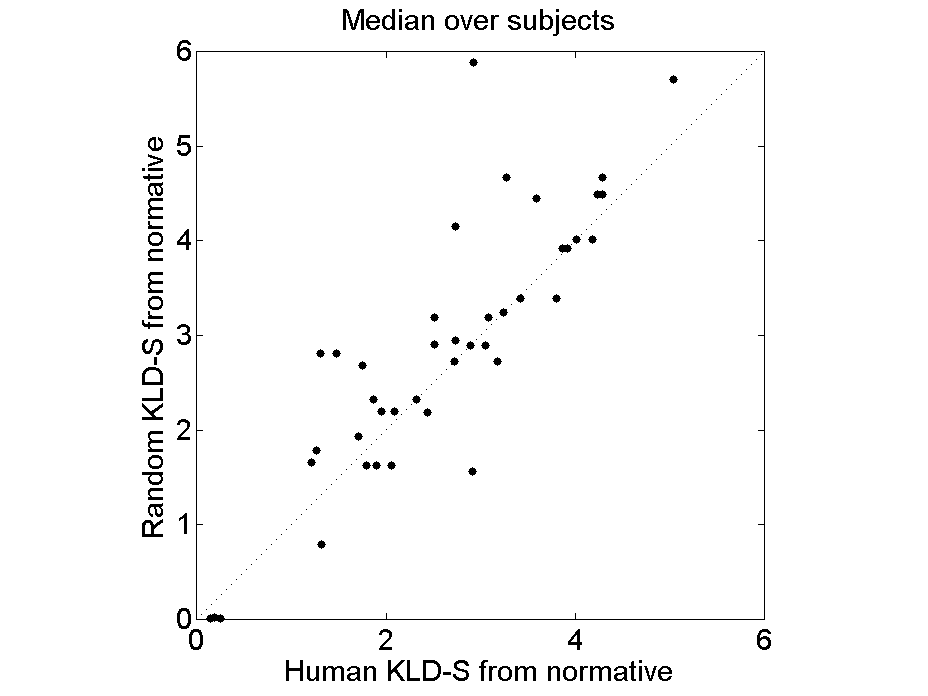 Median over subjects
6
5
4
3
2
1
0
Random KLD-S from normative
0 2 4 6
Human KLD-S from normative